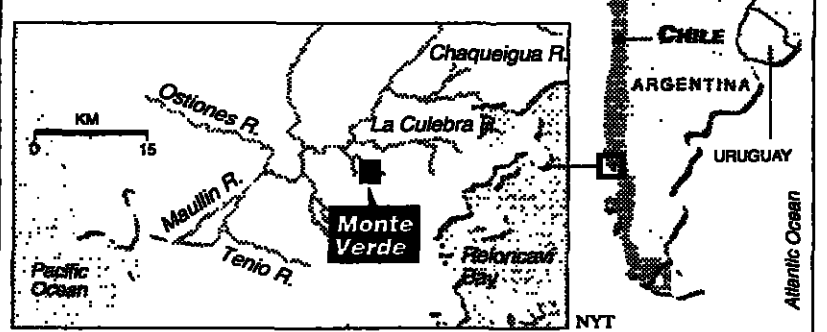 Chaqueigua R.
Ostiones R.
KM
0 15
La Culebra R.
Maullin R.
Monte
Verde
Tenio R.
Pacific
Ocean
Reloncavi
Bay
NYT
CHILE
ARGENTINA
URUGUAY
Atlantic Ocean